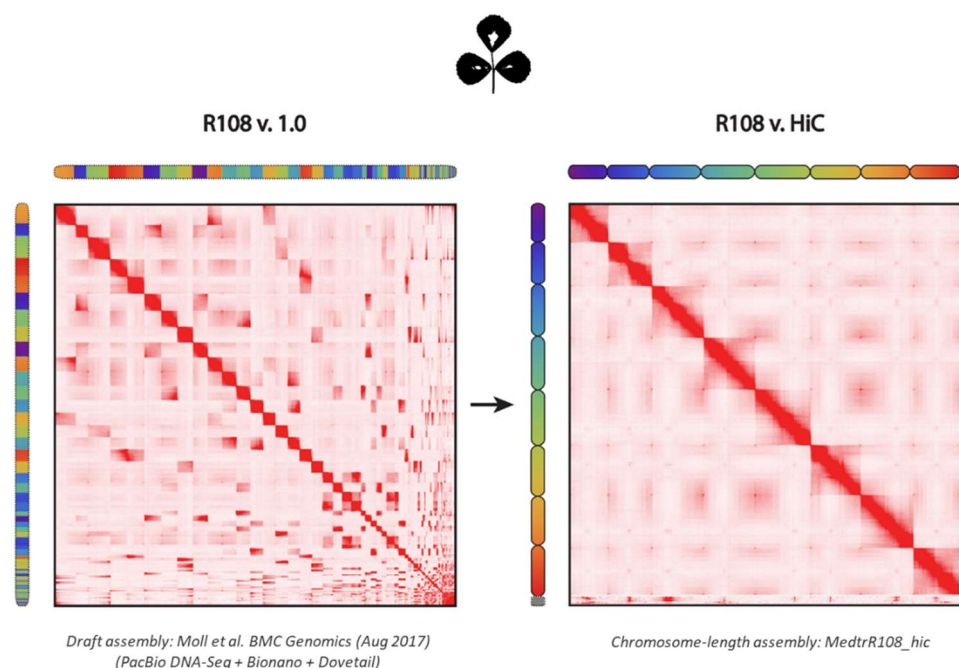 R108 v. 1.0
R108 v. HiC
Draft assembly: Moll et al. BMC Genomics (Aug 2017)
(PacBio DNA-Seq + Bionano + Dovetail)
Chromosome-length assembly: MedtrR108_hic